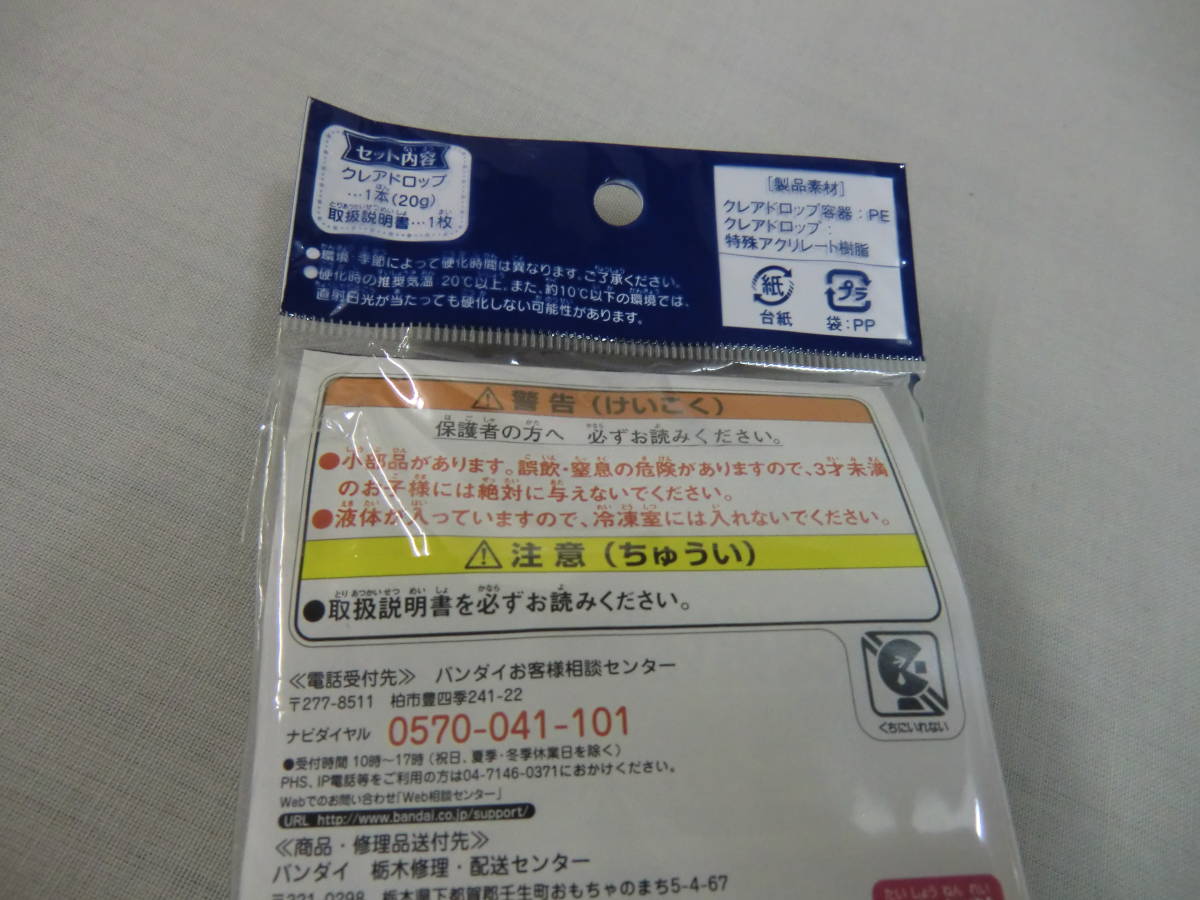 セット内容
クレアドロップ
…1本(20g)
取扱説明書…1枚
●環境・季節によって硬化時間は異なります。ご了承ください。
●硬化時の推奨気温 20℃以上。また、約10℃以下の環境では、
直射日光が当たっても硬化しない可能性があります。
[製品素材]
クレアドロップ容器:PE
クレアドロップ:
特殊アクリレート樹脂
紙
台紙
プラ
袋:PP
警告(けいこく)
保護者の方へ 必ずお読みください。
●小部品があります。誤飲・窒息の危険がありますので、3才未満
のお子様には絶対に与えないでください。
●液体が入っていますので、冷凍室には入れないでください。
注意(ちゅうい)
●取扱説明書を必ずお読みください。
くちにいれない
≪電話受付先≫ バンダイお客様相談センター
〒277-8511 柏市豊四季241-22
ナビダイヤル 0570-041-101
●受付時間 10時～17時(祝日、夏季・冬季休業日を除く)
PHS、IP電話等をご利用の方は04-7146-0371におかけください。
Webでのお問い合わせ「Web相談センター」
URL http://www.bandai.co.jp/support/
≪商品・修理品送付先≫
バンダイ 栃木修理・配送センター
〒321-0298 栃木県下都賀郡壬生町おもちゃのまち5-4-67
たいしょうねんれい